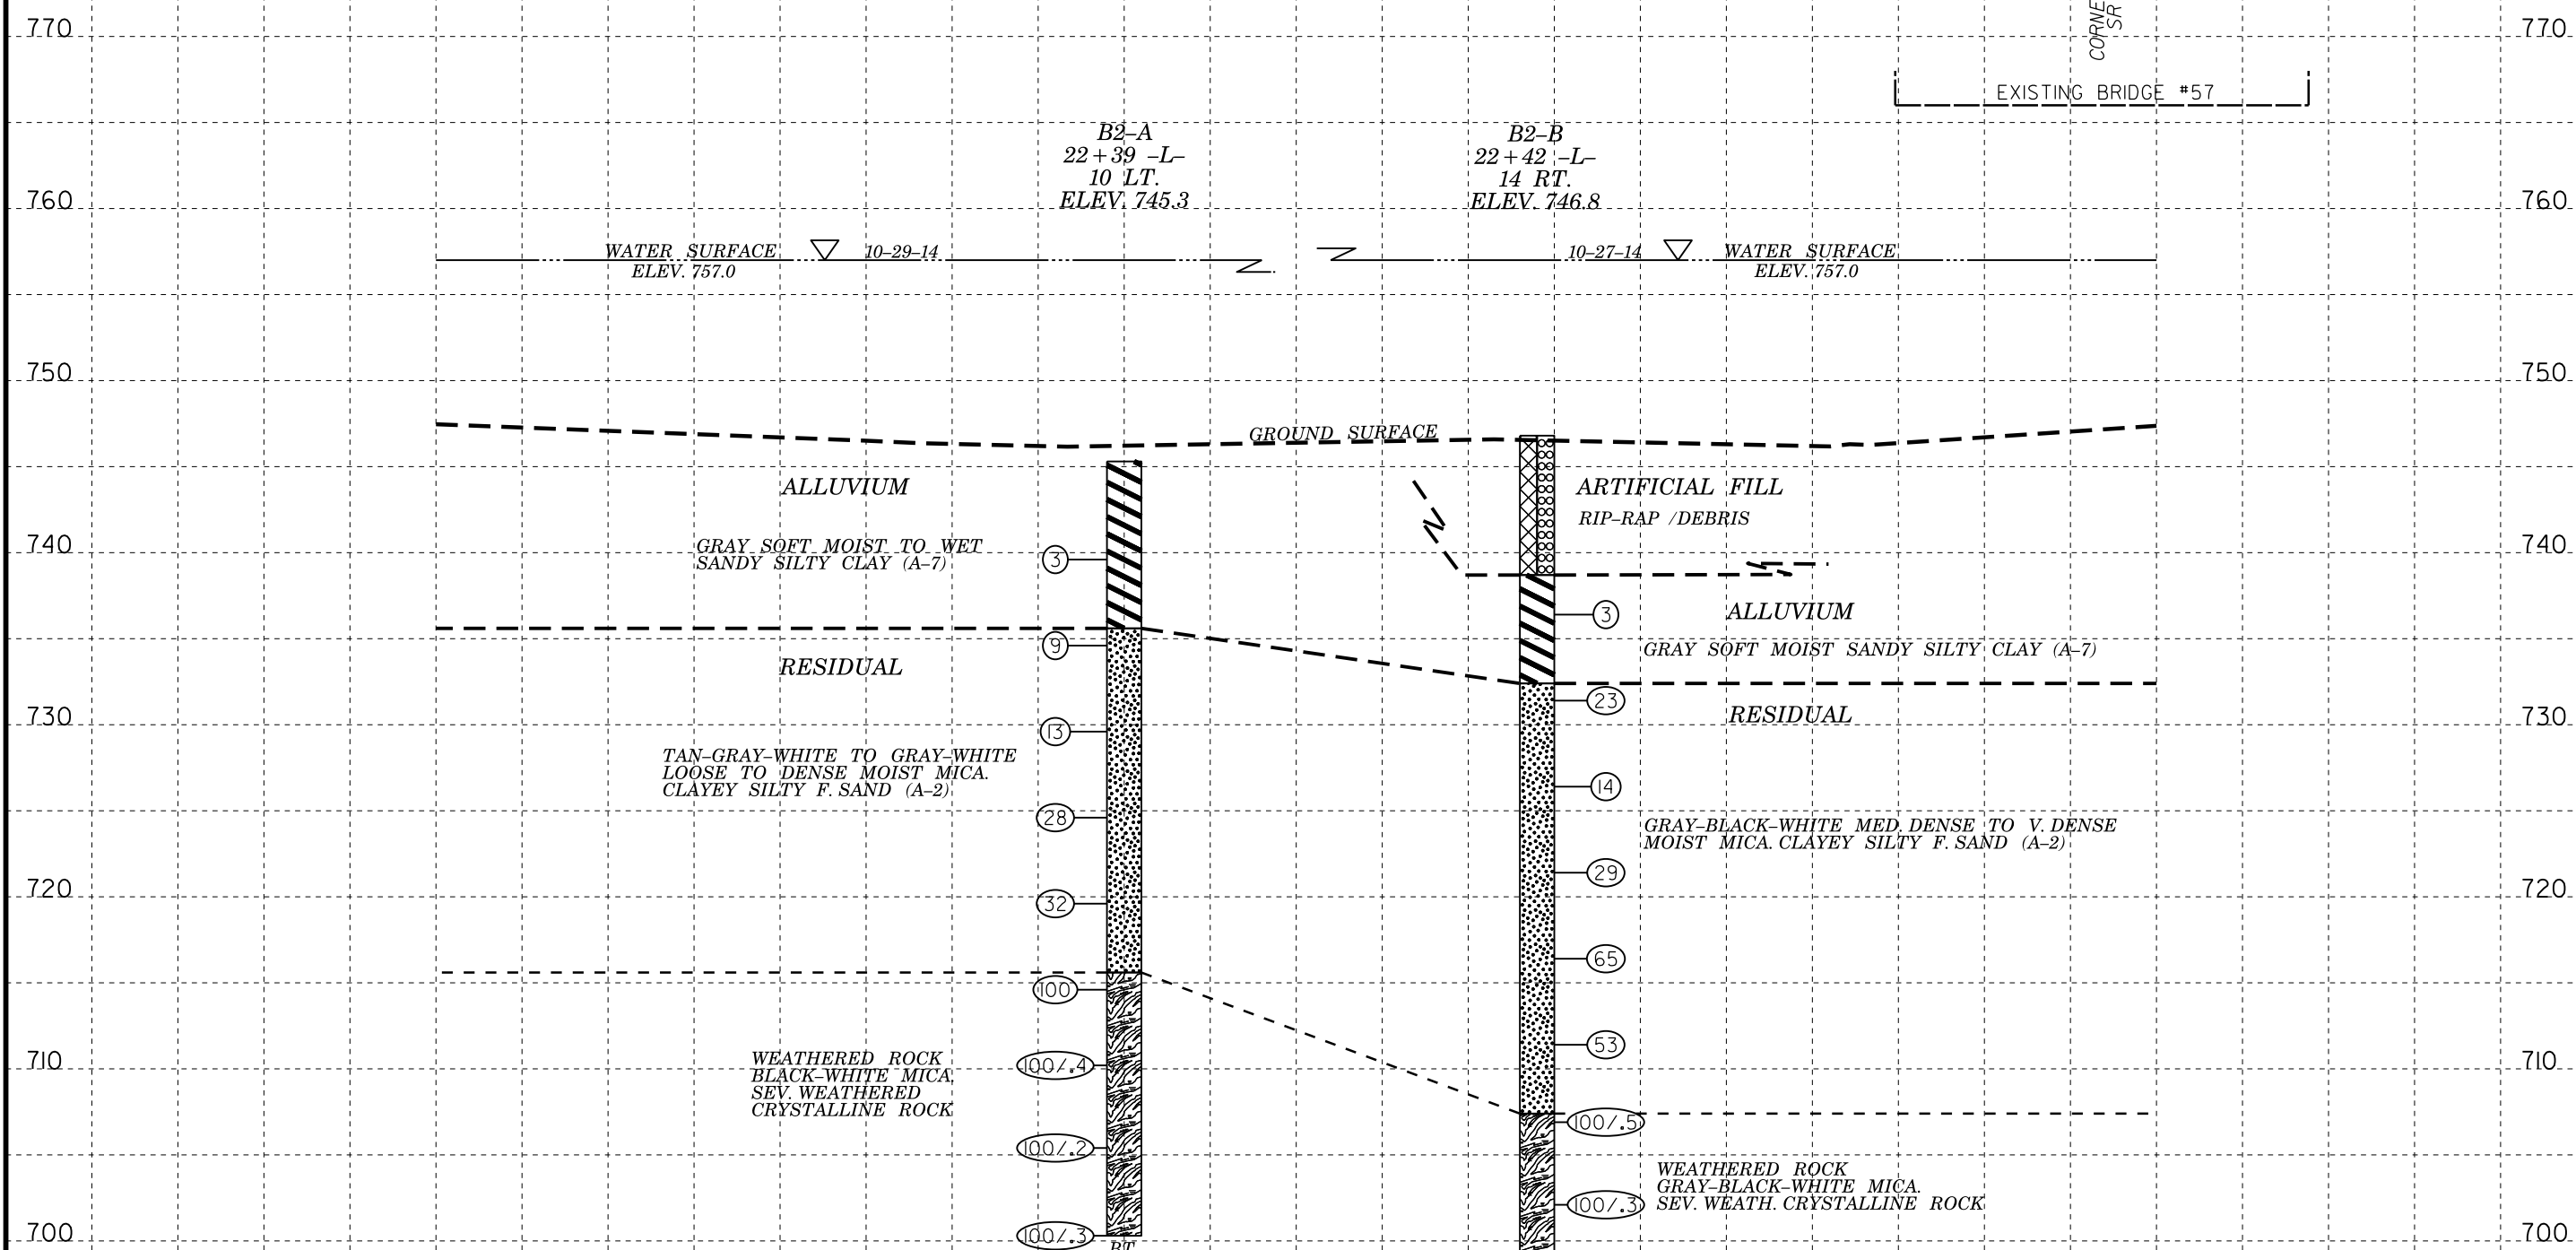 770
770
CORNE
SR
EXISTING BRIDGE #57
B2-A
22+39 -L-
10 LT.
ELEV. 745.3
B2-B
22+42 -L-
14 RT.
ELEV. 746.8
760
760
WATER SURFACE
10-29-14
ELEV. 757.0
10-27-14
WATER SURFACE
ELEV. 757.0
750
750
GROUND SURFACE
ALLUVIUM
ARTIFICIAL FILL
RIP-RAP /DEBRIS
740
740
GRAY SOFT MOIST TO WET
SANDY SILTY CLAY (A-7)
3
3
ALLUVIUM
GRAY SOFT MOIST SANDY SILTY CLAY (A-7)
9
RESIDUAL
23
RESIDUAL
730
730
13
TAN-GRAY-WHITE TO GRAY-WHITE
LOOSE TO DENSE MOIST MICA.
CLAYEY SILTY F. SAND (A-2)
14
28
GRAY-BLACK-WHITE MED. DENSE TO V. DENSE
MOIST MICA. CLAYEY SILTY F. SAND (A-2)
29
720
720
32
65
100
53
710
710
WEATHERED ROCK
BLACK-WHITE MICA.
SEV. WEATHERED
CRYSTALLINE ROCK
100/.4
100/.5
100/.2
WEATHERED ROCK
GRAY-BLACK-WHITE MICA.
SEV. WEATH. CRYSTALLINE ROCK
100/.3
700
700
100/.3